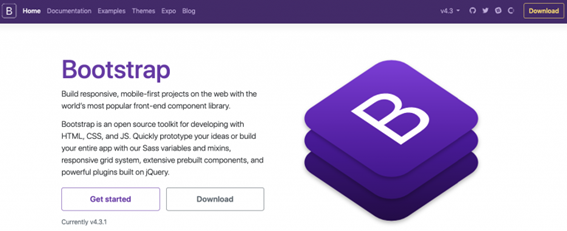 B Home Documentation Examples Themes Expo Blog v4.3 Download
Bootstrap
Build responsive, mobile-first projects on the web with the
world's most popular front-end component library.
Bootstrap is an open source toolkit for developing with
HTML, CSS, and JS. Quickly prototype your ideas or build
your entire app with our Sass variables and mixins,
responsive grid system, extensive prebuilt components, and
powerful plugins built on jQuery.
Get started Download
Currently v4.3.1
B